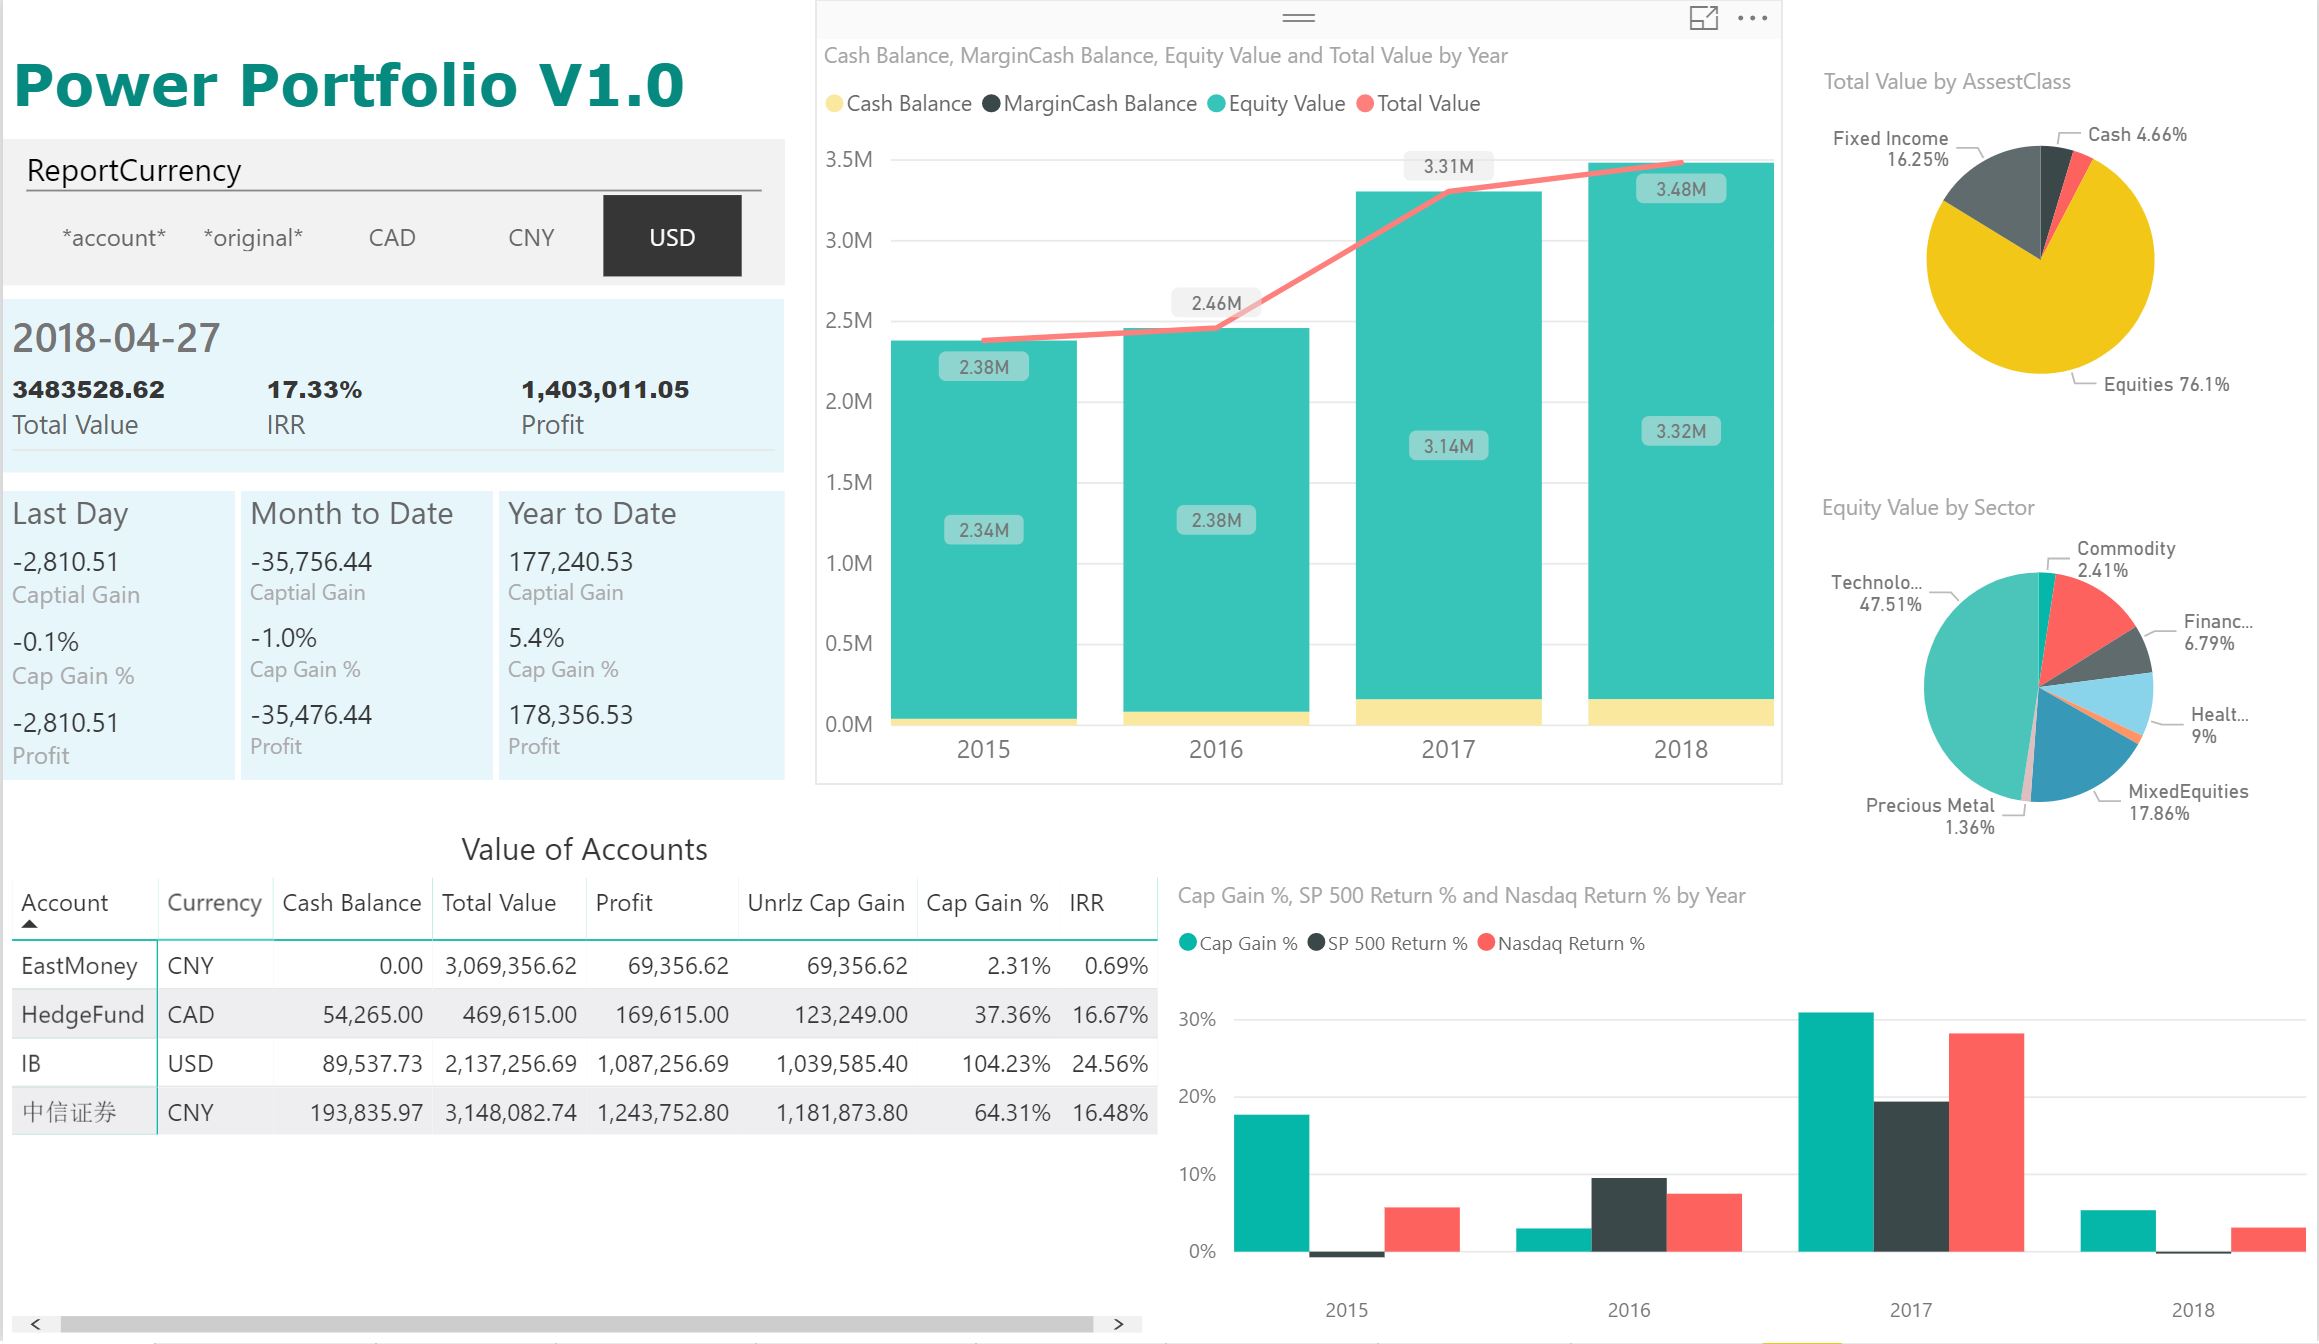 Power Portfolio V1.0
ReportCurrency
*account* *original* CAD CNY USD
2018-04-27
3483528.62 17.33% 1,403,011.05
Total Value IRR Profit
Last Day
-2,810.51
Captial Gain
-0.1%
Cap Gain %
-2,810.51
Profit
Month to Date
-35,756.44
Captial Gain
-1.0%
Cap Gain %
-35,476.44
Profit
Year to Date
177,240.53
Captial Gain
5.4%
Cap Gain %
178,356.53
Profit
Cash Balance, MarginCash Balance, Equity Value and Total Value by Year
Cash Balance MarginCash Balance Equity Value Total Value
3.5M
3.0M
2.5M
2.0M
1.5M
1.0M
0.5M
0.0M
2.38M
2.34M
2.46M
2.38M
3.31M
3.14M
3.48M
3.32M
2015 2016 2017 2018
Total Value by AssestClass
Fixed Income
16.25%
Cash 4.66%
Equities 76.1%
Equity Value by Sector
Commodity
2.41%
Technolo...
47.51%
Financ...
6.79%
Healt...
9%
MixedEquities
17.86%
Precious Metal
1.36%
Value of Accounts
Account Currency Cash Balance Total Value Profit Unrlz Cap Gain Cap Gain % IRR
EastMoney CNY 0.00 3,069,356.62 69,356.62 69,356.62 2.31% 0.69%
HedgeFund CAD 54,265.00 469,615.00 169,615.00 123,249.00 37.36% 16.67%
IB USD 89,537.73 2,137,256.69 1,087,256.69 1,039,585.40 104.23% 24.56%
中信证券 CNY 193,835.97 3,148,082.74 1,243,752.80 1,181,873.80 64.31% 16.48%
Cap Gain %, SP 500 Return % and Nasdaq Return % by Year
Cap Gain % SP 500 Return % Nasdaq Return %
30%
20%
10%
0%
2015 2016 2017 2018